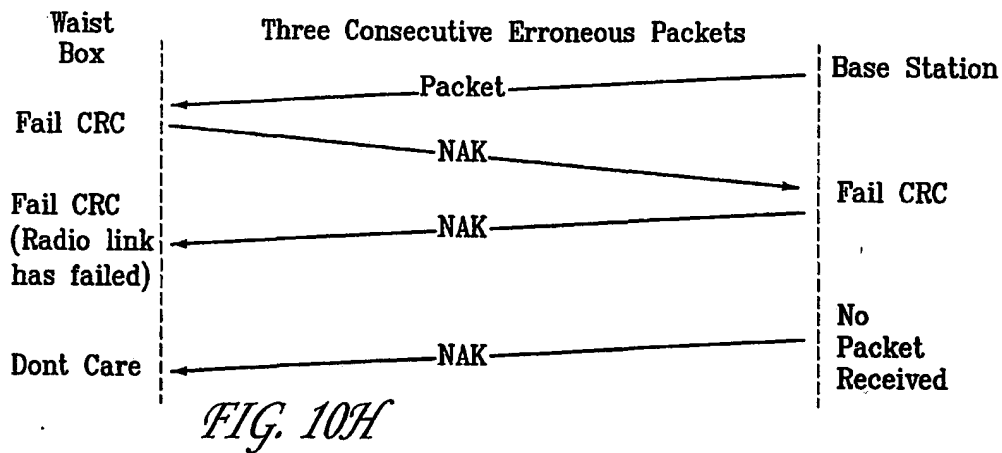 Waist
Box
Three Consecutive Erroneous Packets
Base Station
Packet
Fail CRC
NAK
Fail CRC
Fail CRC
(Radio link
has failed)
NAK
No
Packet
Received
Dont Care
NAK
FIG. 10H